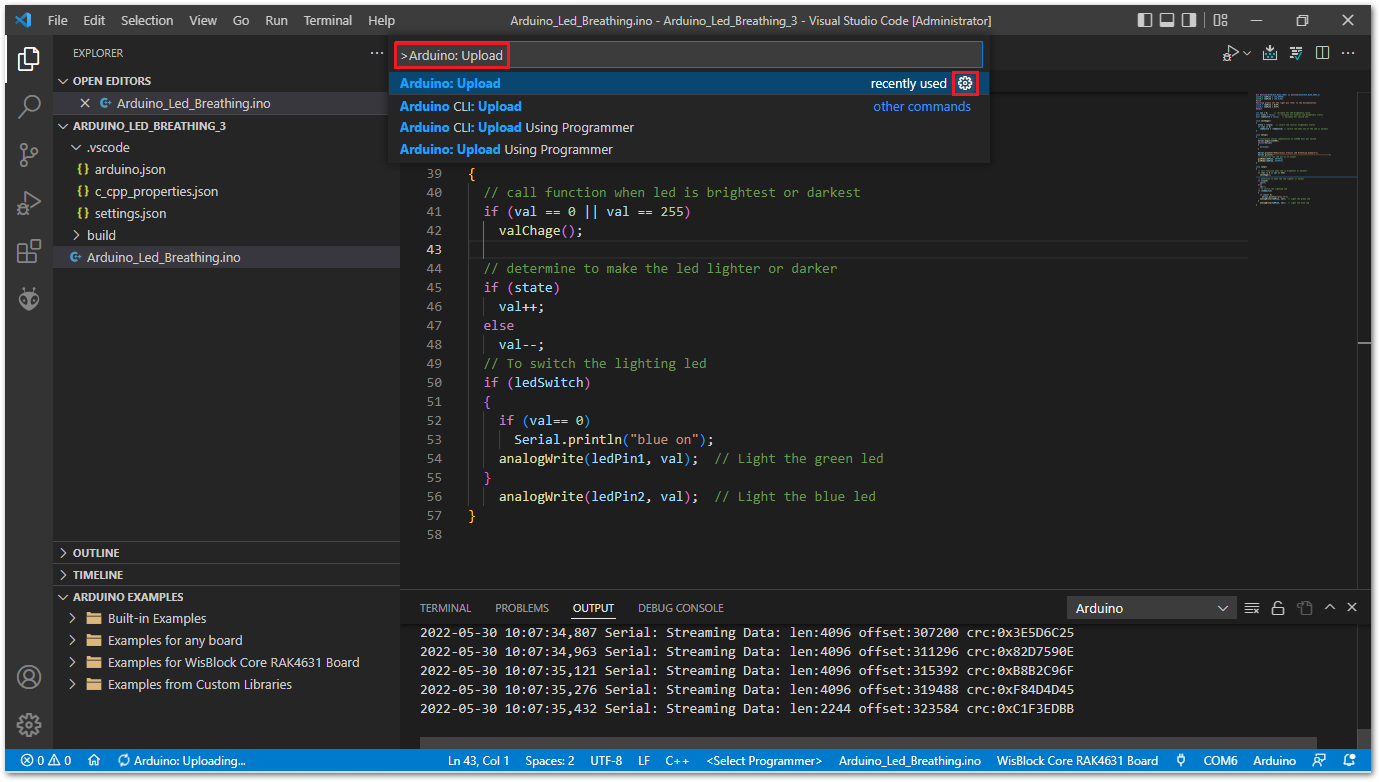 File Edit Selection View Go Run Terminal Help Arduino_Led_Breathing.ino - Arduino_Led_Breathing_3 - Visual Studio Code [Administrator]
EXPLORER
OPEN EDITORS
Arduino_Led_Breathing.ino
ARDUINO_LED_BREATHING_3
.vscode
arduino.json
c_cpp_properties.json
settings.json
build
Arduino_Led_Breathing.ino
OUTLINE
TIMELINE
ARDUINO EXAMPLES
Built-in Examples
Examples for any board
Examples for WisBlock Core RAK4631 Board
Examples from Custom Libraries
>Arduino: Upload
Arduino: Upload recently used
Arduino CLI: Upload other commands
Arduino CLI: Upload Using Programmer
Arduino: Upload Using Programmer
39 {
40 // call function when led is brightest or darkest
41 if (val == 0 || val == 255)
42 valChage();
43
44 // determine to make the led lighter or darker
45 if (state)
46 val++;
47 else
48 val--;
49 // To switch the lighting led
50 if (ledSwitch)
51 {
52 if (val== 0)
53 Serial.println("blue on");
54 analogWrite(ledPin1, val); // Light the green led
55 }
56 analogWrite(ledPin2, val); // Light the blue led
57 }
58
TERMINAL PROBLEMS OUTPUT DEBUG CONSOLE Arduino
2022-05-30 10:07:34,807 Serial: Streaming Data: len:4096 offset:307200 crc:0x3E5D6C25
2022-05-30 10:07:34,963 Serial: Streaming Data: len:4096 offset:311296 crc:0x82D7590E
2022-05-30 10:07:35,121 Serial: Streaming Data: len:4096 offset:315392 crc:0xB8B2C96F
2022-05-30 10:07:35,276 Serial: Streaming Data: len:4096 offset:319488 crc:0xF84D4D45
2022-05-30 10:07:35,432 Serial: Streaming Data: len:2244 offset:323584 crc:0xC1F3EDBB
0 0 Arduino: Uploading... Ln 43, Col 1 Spaces: 2 UTF-8 LF C++ <Select Programmer> Arduino_Led_Breathing.ino WisBlock Core RAK4631 Board COM6 Arduino